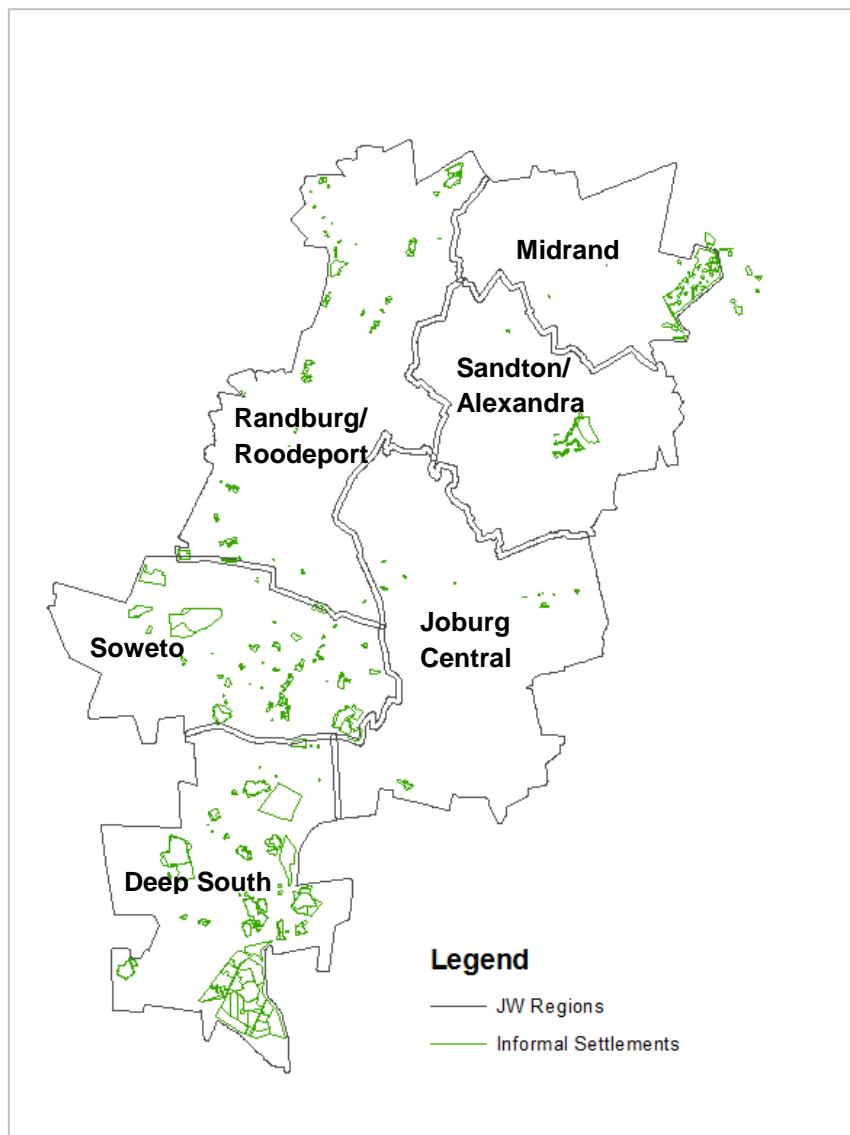 Midrand
Sandton/
Alexandra
Randburg/
Roodeport
Joburg
Central
Soweto
Deep South
Legend
JW Regions
Informal Settlements